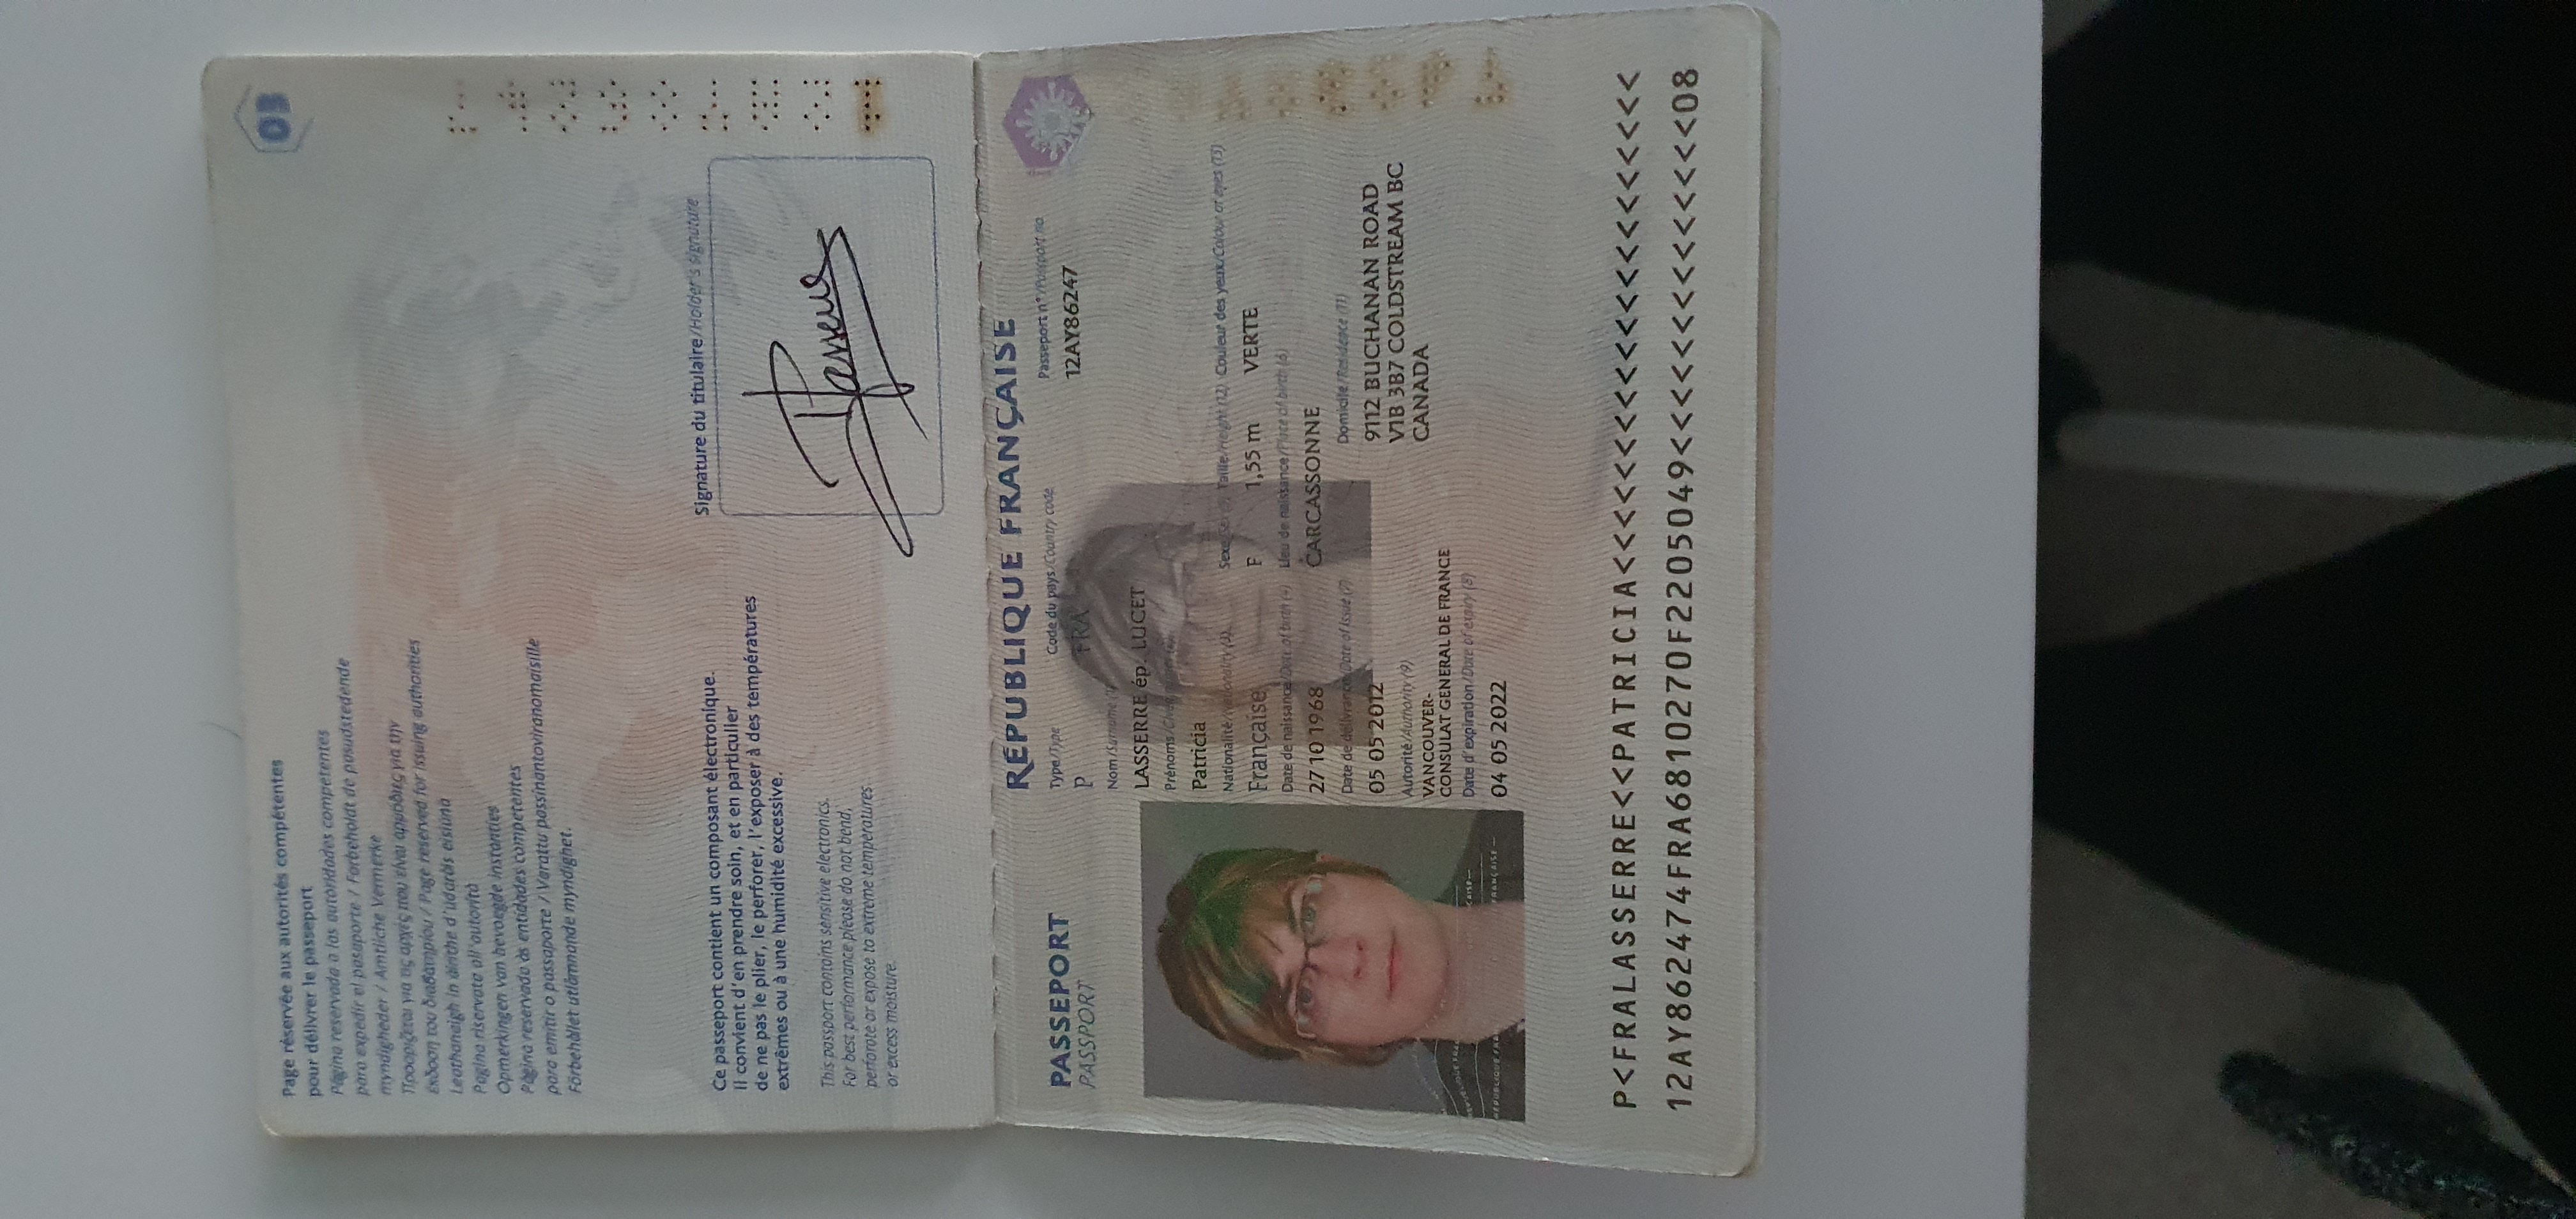 03
Page réservée aux autorités compétentes
pour délivrer le passeport
Página reservada a las autoridades competentes
para expedir el pasaporte / Forbeholdt de pasudstedende
myndigheder / Amtliche Vermerke
Προορίζεται για τις αρχές που είναι αρμόδιες για την
έκδοση του διαβατηρίου / Page reserved for issuing authorities
Leathanaigh in áirithe d'údaráis eisiúna
Pagina riservata all'autorità
Opmerkingen van bevoegde instanties
Página reservada às entidades competentes
para emitir o passaporte / Varattu passinantoviranomaisille
Förbehållet utlämnande myndighet.
Ce passeport contient un composant électronique.
Il convient d'en prendre soin, et en particulier
de ne pas le plier, le perforer, l'exposer à des températures
extrêmes ou à une humidité excessive.
This passport contains sensitive electronics.
For best performance please do not bend,
perforate or expose to extreme temperatures
or excess moisture.
Signature du titulaire/Holder's signature
RÉPUBLIQUE FRANÇAISE
PASSEPORT
PASSPORT
Type/Type Code du pays/Country code Passeport n°/Passport no.
P FRA 12AY86247
Nom/Surname (1)
LASSERRE ép. LUCET
Prénoms/Given names (2)
Patricia
Nationalité/Nationality (3) Sexe/Sex (5) Taille/Height (12) Couleur des yeux/Colour of eyes (13)
Française F 1,55 m VERTE
Date de naissance/Date of birth (4) Lieu de naissance/Place of birth (6)
27 10 1968 CARCASSONNE
Date de délivrance/Date of issue (7) Domicile/Residence (11)
05 05 2012 9112 BUCHANAN ROAD
V1B 3B7 COLDSTREAM BC
CANADA
Autorité/Authority (9)
VANCOUVER-
CONSULAT GENERAL DE FRANCE
Date d'expiration/Date of expiry (8)
04 05 2022
P<FRALASSERRE<<PATRICIA<<<<<<<<<<<<<<<<<<<<<
12AY862474FRA6810270F2205049<<<<<<<<<<<<<<08